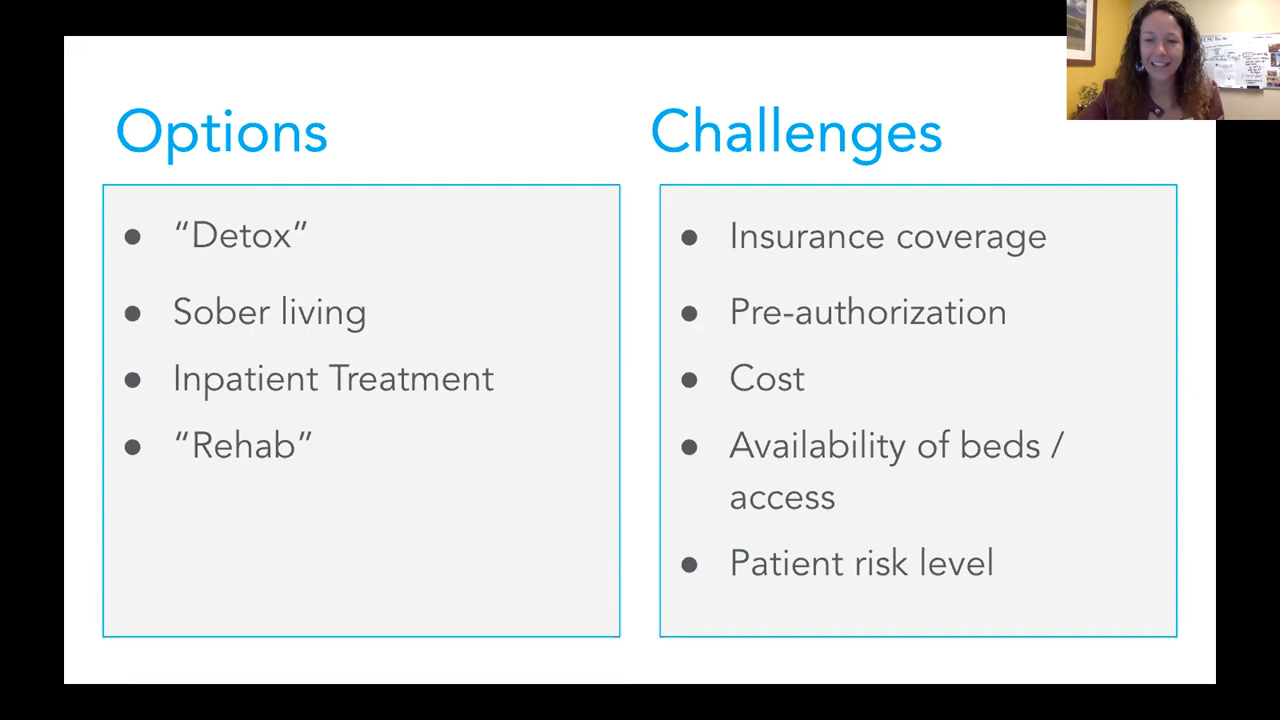 Options
“Detox”
Sober living
Inpatient Treatment
“Rehab”
Challenges
Insurance coverage
Pre-authorization
Cost
Availability of beds /
access
Patient risk level